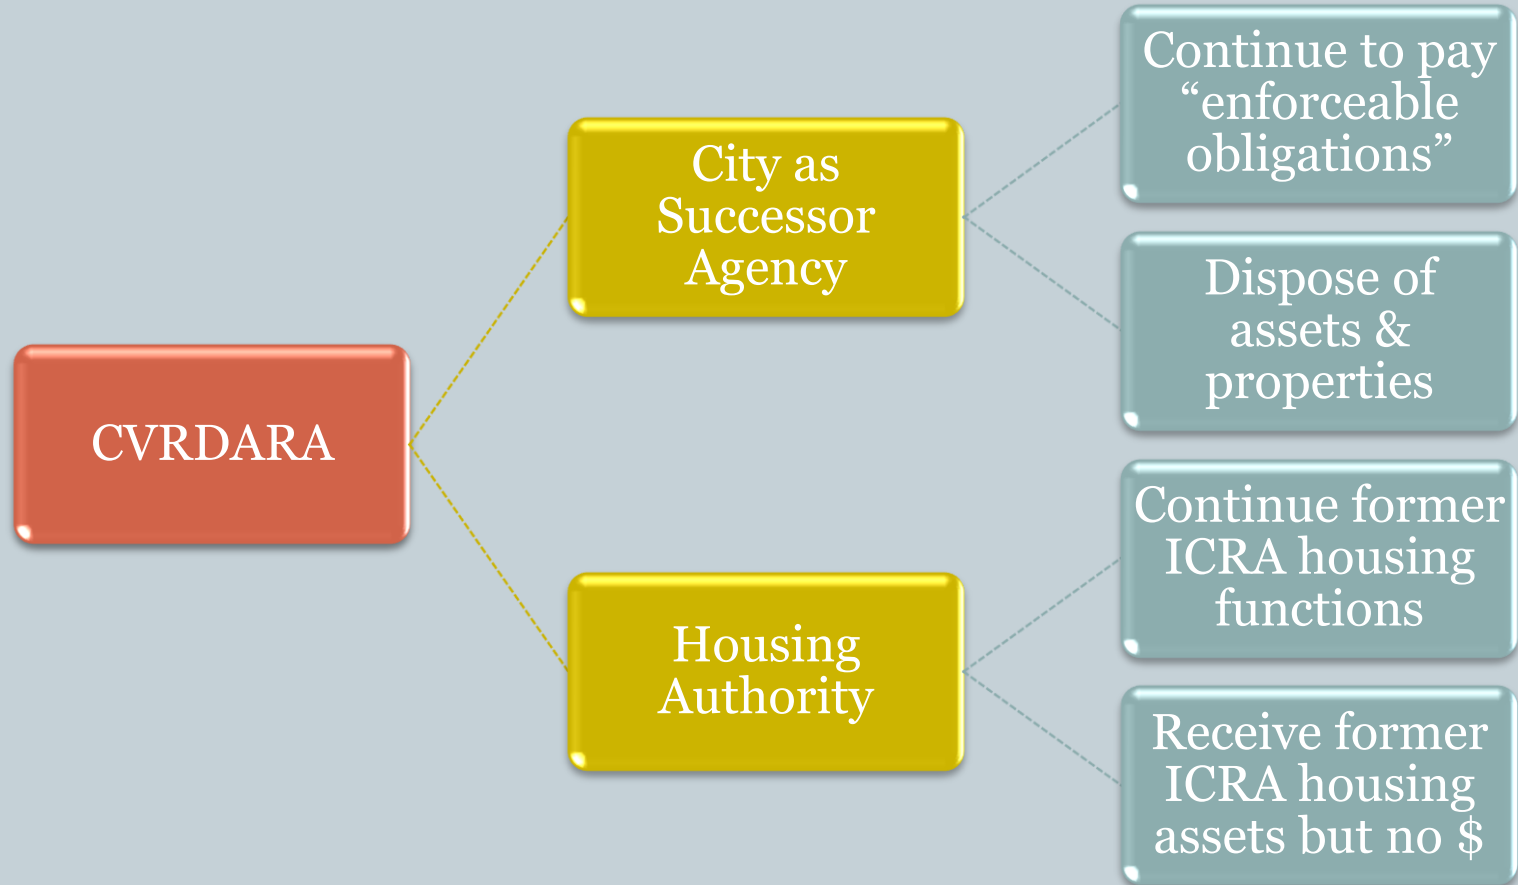 CVRDARA
City as
Successor
Agency
Continue to pay
“enforceable
obligations”
Dispose of
assets &
properties
Housing
Authority
Continue former
ICRA housing
functions
Receive former
ICRA housing
assets but no $